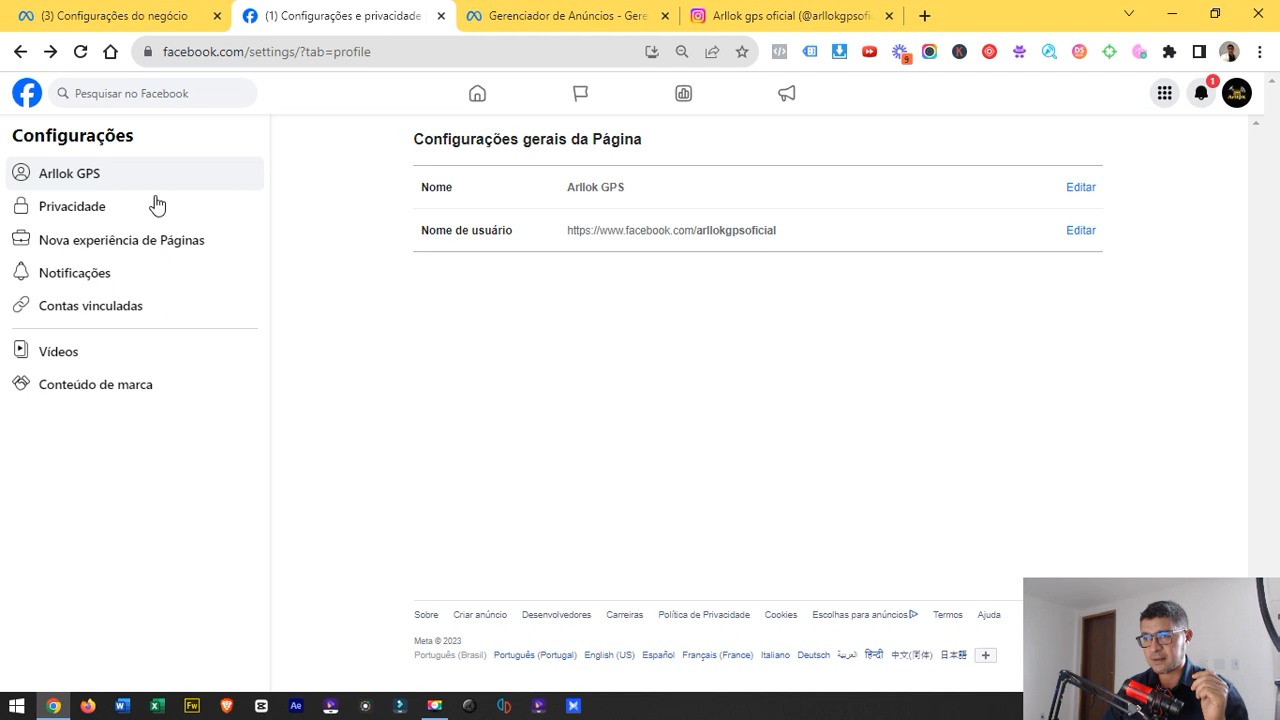 (3) Configurações do negócio
(1) Configurações e privacidade
Gerenciador de Anúncios - Gere
Arllok gps oficial (@arllokgpsofic
facebook.com/settings/?tab=profile
9
Pesquisar no Facebook
1
Configurações
Arllok GPS
Privacidade
Nova experiência de Páginas
Notificações
Contas vinculadas
Vídeos
Conteúdo de marca
Configurações gerais da Página
Nome Arllok GPS Editar
Nome de usuário https://www.facebook.com/arllokgpsoficial Editar
Sobre Criar anúncio Desenvolvedores Carreiras Política de Privacidade Cookies Escolhas para anúncios Termos Ajuda
Meta © 2023
Português (Brasil) Português (Portugal) English (US) Español Français (France) Italiano Deutsch العربية हिन्दी 中文(简体) 日本語